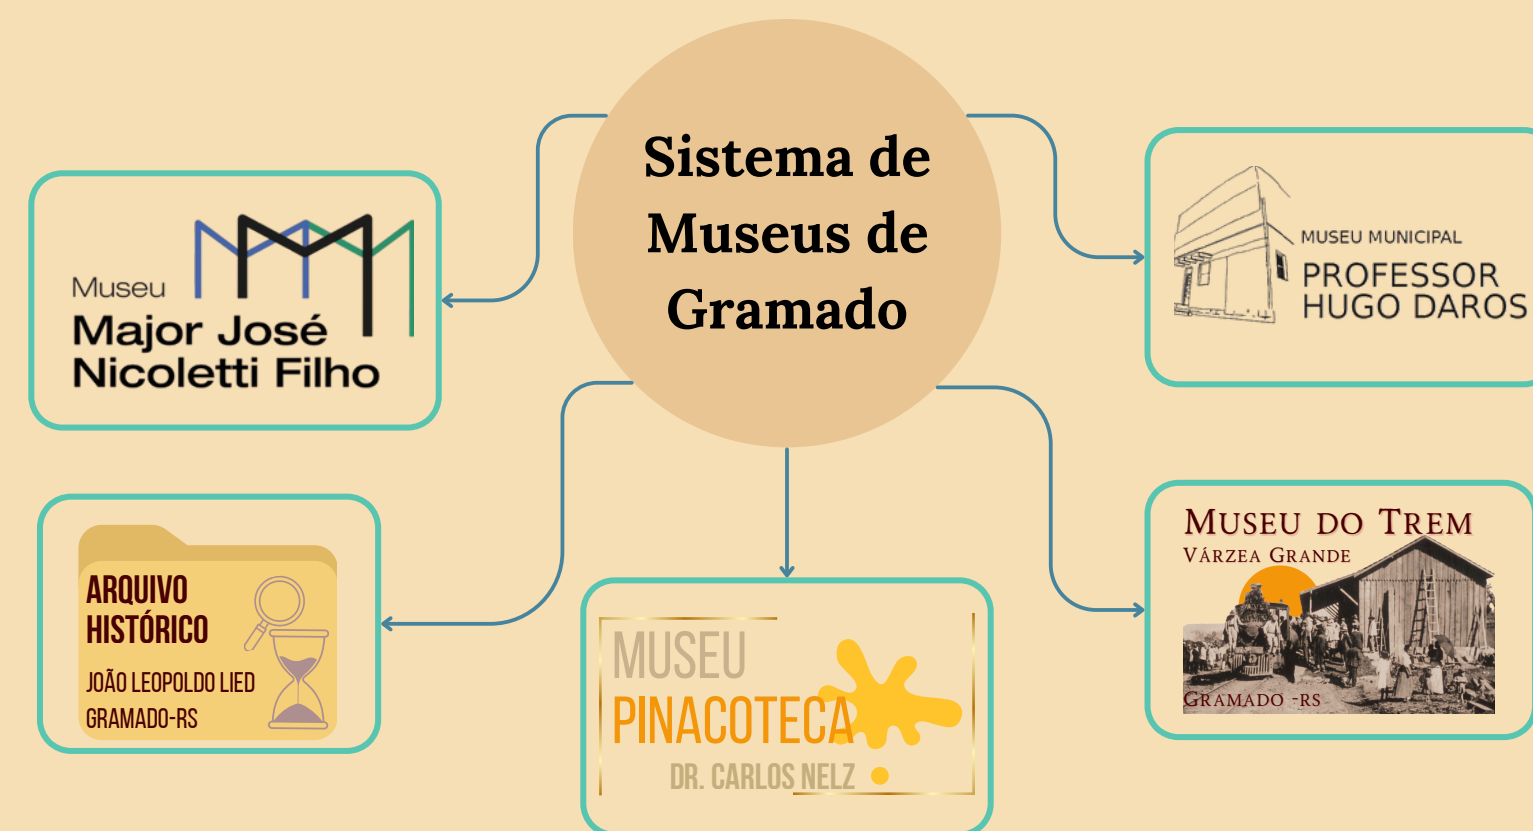 Sistema de
Museus de
Gramado
Museu
Major José
Nicoletti Filho
MUSEU MUNICIPAL
PROFESSOR
HUGO DAROS
ARQUIVO
HISTÓRICO
JOÃO LEOPOLDO LIED
GRAMADO-RS
MUSEU
PINACOTECA
DR. CARLOS NELZ
MUSEU DO TREM
VÁRZEA GRANDE
GRAMADO -RS